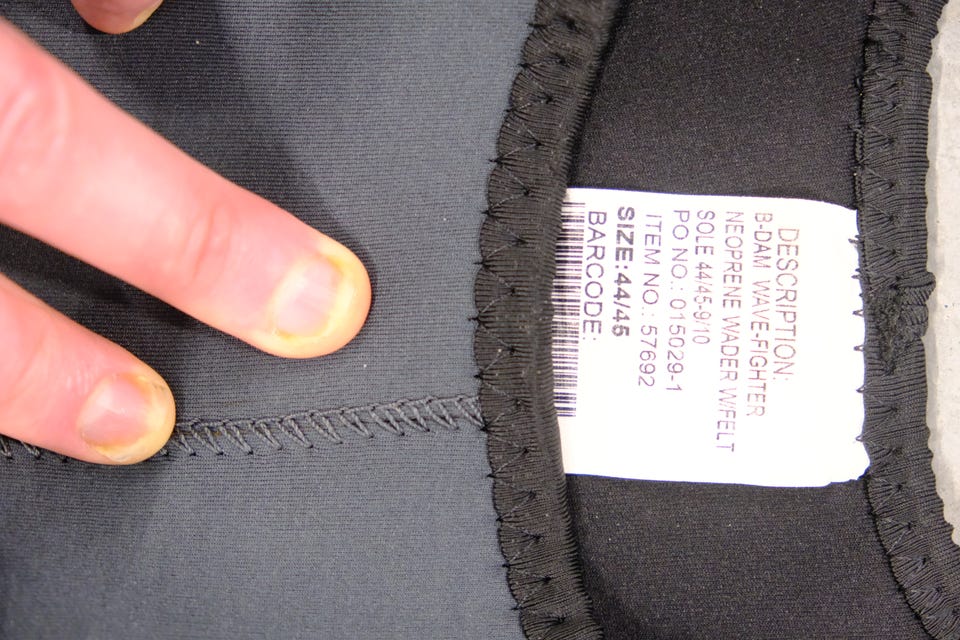 DESCRIPTION:
B-DAM WAVE-FIGHTER
NEOPRENE WADER W/FELT
SOLE 44/45-9/10
PO NO.: 015029-1
ITEM NO.: 57692
SIZE:44/45
BARCODE: